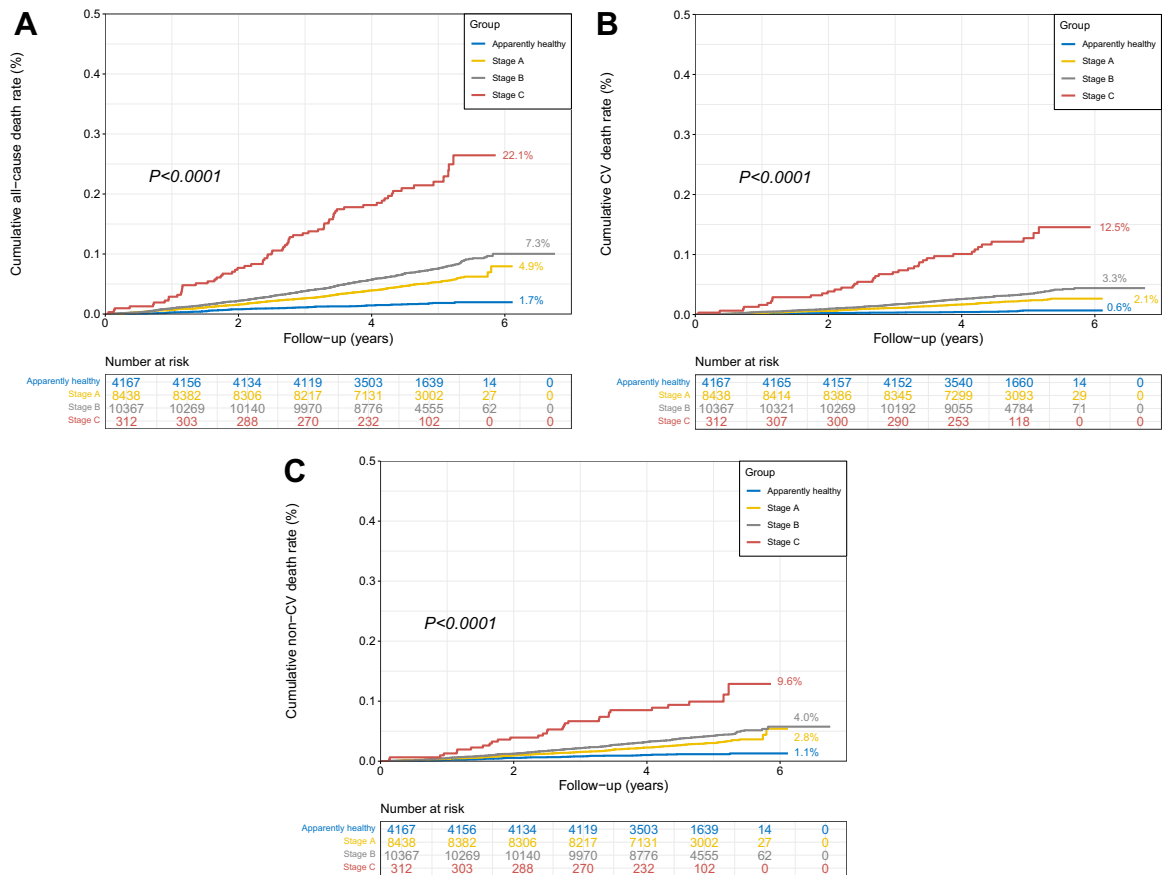 A
Cumulative all-cause death rate (%)
0.5
0.4
0.3
0.2
0.1
0.0
Group
Apparently healthy
Stage A
Stage B
Stage C
P<0.0001
22.1%
7.3%
4.9%
1.7%
0 2 4 6
Follow−up (years)
Number at risk
Apparently healthy 4167 4156 4134 4119 3503 1639 14 0
Stage A 8438 8382 8306 8217 7131 3002 27 0
Stage B 10367 10269 10140 9970 8776 4555 62 0
Stage C 312 303 288 270 232 102 0 0
B
Cumulative CV death rate (%)
0.5
0.4
0.3
0.2
0.1
0.0
Group
Apparently healthy
Stage A
Stage B
Stage C
P<0.0001
12.5%
3.3%
2.1%
0.6%
0 2 4 6
Follow−up (years)
Number at risk
Apparently healthy 4167 4165 4157 4152 3540 1660 14 0
Stage A 8438 8414 8386 8345 7299 3093 29 0
Stage B 10367 10321 10269 10192 9055 4784 71 0
Stage C 312 307 300 290 253 118 0 0
C
Cumulative non-CV death rate (%)
0.5
0.4
0.3
0.2
0.1
0.0
Group
Apparently healthy
Stage A
Stage B
Stage C
P<0.0001
9.6%
4.0%
2.8%
1.1%
0 2 4 6
Follow−up (years)
Number at risk
Apparently healthy 4167 4156 4134 4119 3503 1639 14 0
Stage A 8438 8382 8306 8217 7131 3002 27 0
Stage B 10367 10269 10140 9970 8776 4555 62 0
Stage C 312 303 288 270 232 102 0 0